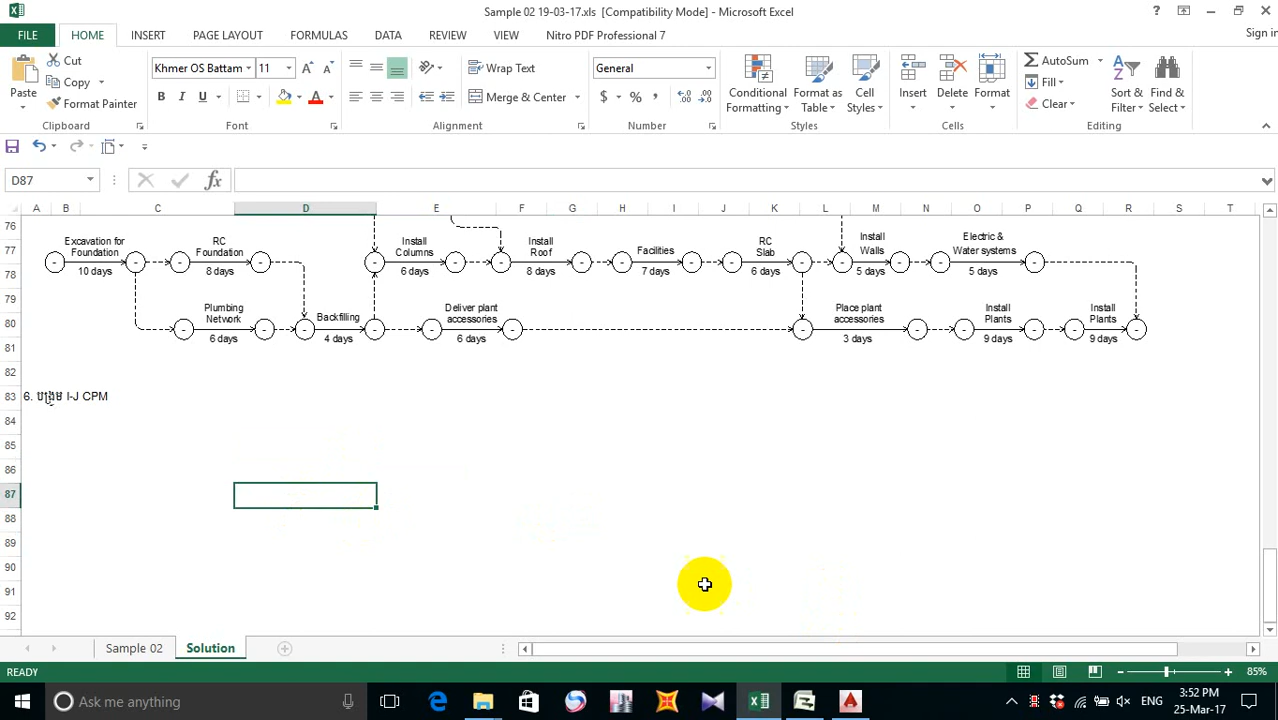 Sample 02 19-03-17.xls [Compatibility Mode] - Microsoft Excel
?
FILE HOME INSERT PAGE LAYOUT FORMULAS DATA REVIEW VIEW Nitro PDF Professional 7 Sign in
Paste
Cut
Copy
Format Painter
Clipboard
Khmer OS Battam 11
B I U A
Font
Wrap Text
Merge & Center
Alignment
General
$ % ,
Number
Conditional Formatting
Format as Table
Cell Styles
Styles
Insert
Delete
Format
Cells
AutoSum
Fill
Clear
Sort & Filter
Find & Select
Editing
D87
fx
A B C D E F G H I J K L M N O P Q R S T
76
77
78
79
80
81
82
83
84
85
86
87
88
89
90
91
92
Excavation for Foundation
10 days
RC Foundation
8 days
Install Columns
6 days
Install Roof
8 days
Facilities
7 days
RC Slab
6 days
Install Walls
5 days
Electric & Water systems
5 days
Plumbing Network
6 days
Backfilling
4 days
Deliver plant accessories
6 days
Place plant accessories
3 days
Install Plants
9 days
Install Plants
9 days
6. បង្រួម I-J CPM
Sample 02 Solution
READY
85%
Ask me anything
ENG
3:52 PM
25-Mar-17